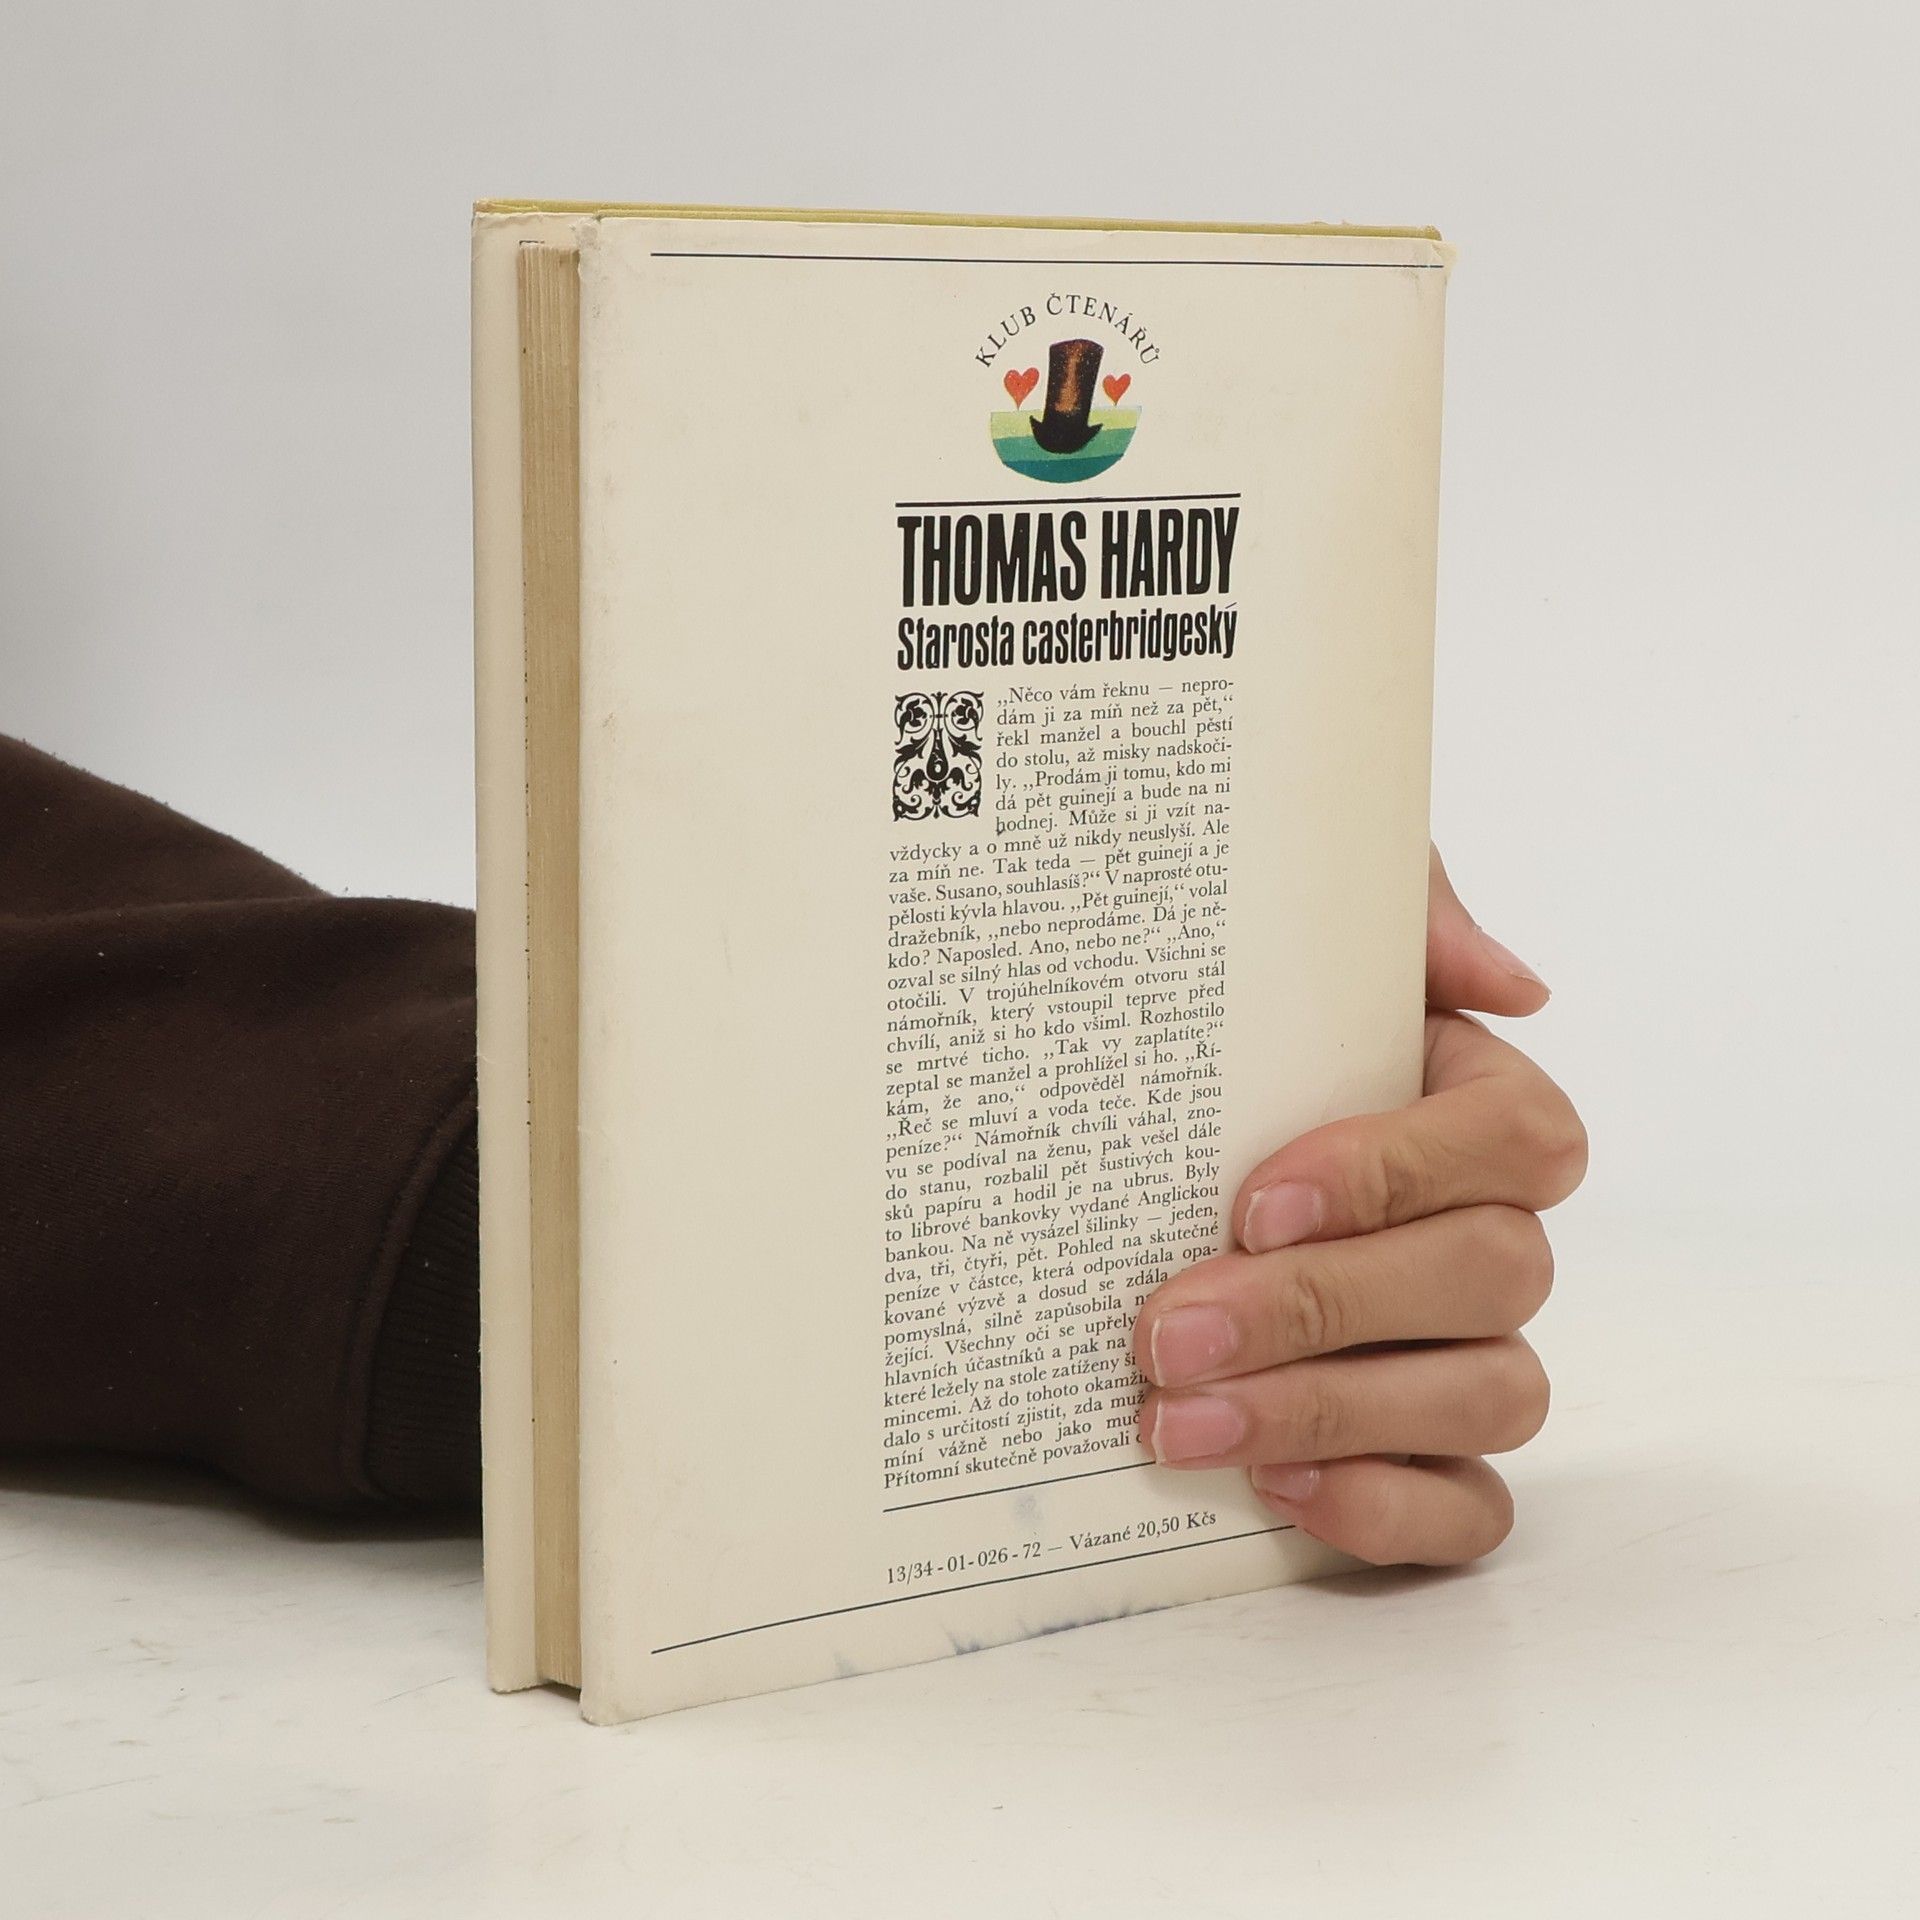 KLUB ČTENÁŘŮ
THOMAS HARDY
Starosta casterbridgeský
„Něco vám řeknu — nepro-
dám ji za míň než za pět,“
řekl manžel a bouchl pěstí
do stolu, až misky nadskoči-
ly. „Prodám ji tomu, kdo mi
dá pět guinejí a bude na ni
hodnej. Může si ji vzít na-
vždycky a o mně už nikdy neuslyší. Ale
za míň ne. Tak teda — pět guinejí a je
vaše. Susano, souhlasíš?“ V naprosté otu-
pělosti kývla hlavou. „Pět guinejí,“ volal
dražebník, „nebo neprodáme. Dá je ně-
kdo? Naposled. Ano, nebo ne?“ „Ano,“
ozval se silný hlas od vchodu. Všichni se
otočili. V trojúhelníkovém otvoru stál
námořník, který vstoupil teprve před
chvílí, aniž si ho kdo všiml. Rozhostilo
se mrtvé ticho. „Tak vy zaplatíte?“
zeptal se manžel a prohlížel si ho. „Ří-
kám, že ano,“ odpověděl námořník.
„Řeč se mluví a voda teče. Kde jsou
peníze?“ Námořník chvíli váhal, zno-
vu se podíval na ženu, pak vešel dále
do stanu, rozbalil pět šustivých kou-
sků papíru a hodil je na ubrus. Byly
to librové bankovky vydané Anglickou
bankou. Na ně vysázel šilinky — jeden,
dva, tři, čtyři, pět. Pohled na skutečné
peníze v částce, která odpovídala opa-
kované výzvě a dosud se zdála
pomyslná, silně zapůsobila
žející. Všechny oči se upřely
hlavních účastníků a pak na
které ležely na stole zatíženy
mincemi. Až do tohoto
dalo s určitostí zjistit, zda
míní vážně nebo jako
Přítomní skutečně považovali
13/34-01-026-72 — Vázané 20,50 Kčs